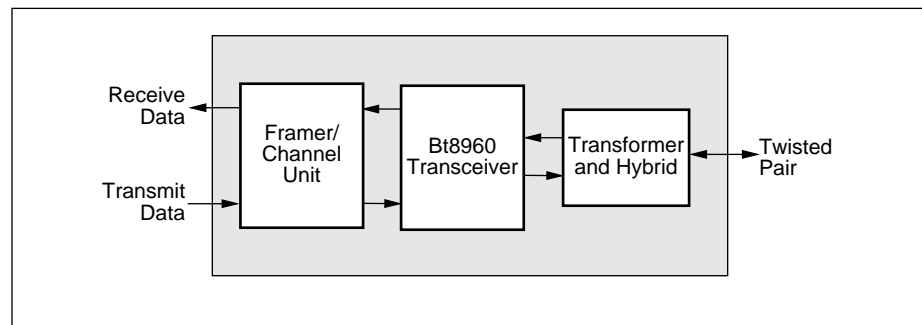 Receive
Data
Transmit
Data
Framer/
Channel
Unit
Bt8960
Transceiver
Transformer
and Hybrid
Twisted
Pair